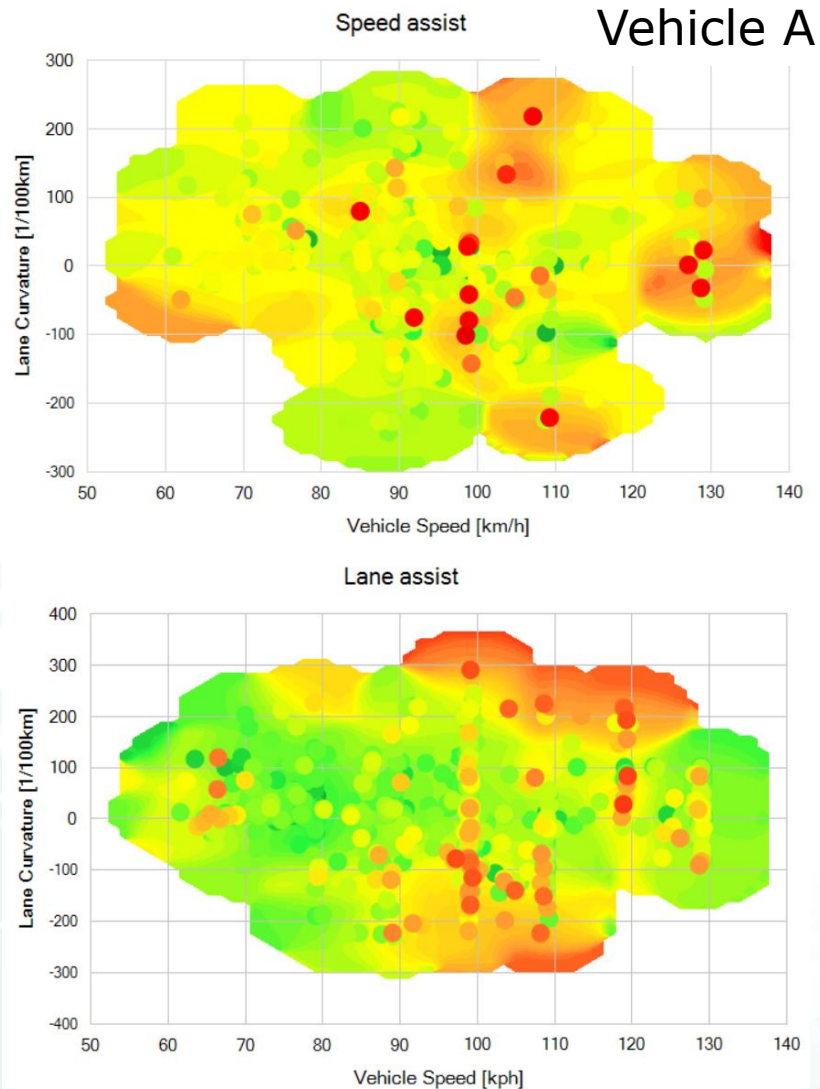 Speed assist
Vehicle A
300
200
100
0
-100
-200
-300
Lane Curvature [1/100km]
50 60 70 80 90 100 110 120 130 140
Vehicle Speed [km/h]
Lane assist
400
300
200
100
0
-100
-200
-300
-400
Lane Curvature [1/100km]
50 60 70 80 90 100 110 120 130 140
Vehicle Speed [kph]